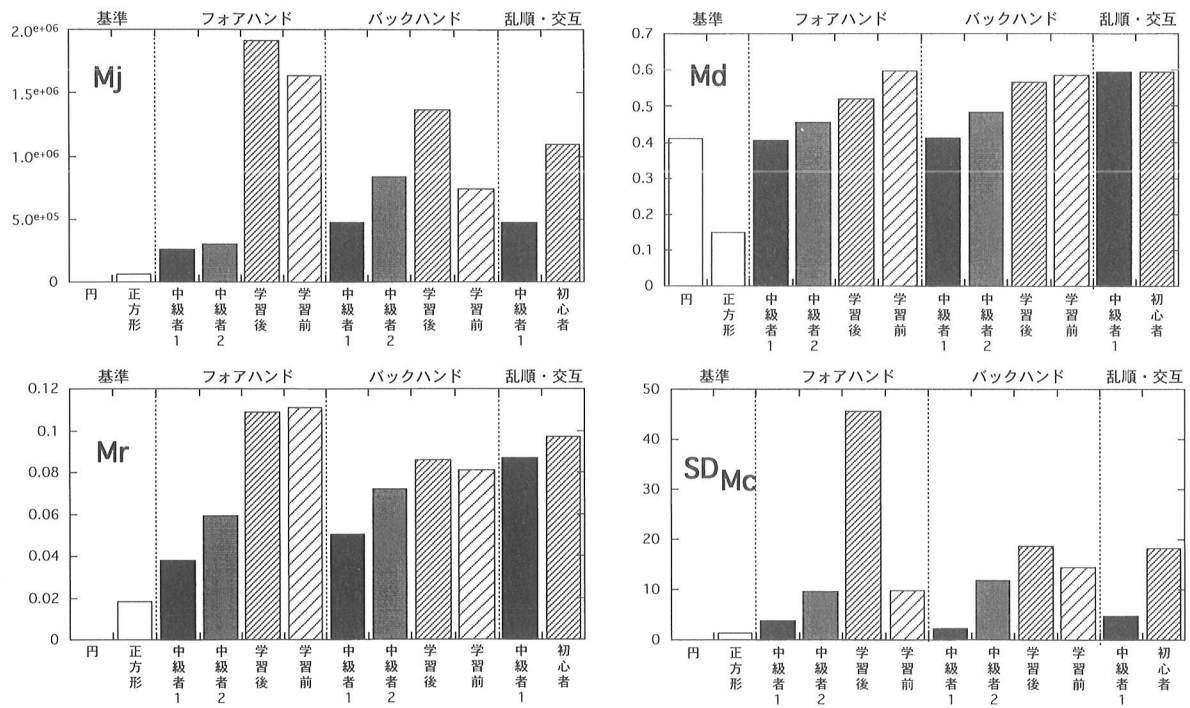 基準 フォアハンド バックハンド 乱順・交互
Mj
2.0e+06
1.5e+06
1.0e+06
5.0e+05
0
円 正方形 中級者1 中級者2 学習後 学習前 中級者1 中級者2 学習後 学習前 中級者1 初心者
基準 フォアハンド バックハンド 乱順・交互
Md
0.7
0.6
0.5
0.4
0.3
0.2
0.1
0
円 正方形 中級者1 中級者2 学習後 学習前 中級者1 中級者2 学習後 学習前 中級者1 初心者
基準 フォアハンド バックハンド 乱順・交互
Mr
0.12
0.1
0.08
0.06
0.04
0.02
0
円 正方形 中級者1 中級者2 学習後 学習前 中級者1 中級者2 学習後 学習前 中級者1 初心者
基準 フォアハンド バックハンド 乱順・交互
SDMc
50
40
30
20
10
0
円 正方形 中級者1 中級者2 学習後 学習前 中級者1 中級者2 学習後 学習前 中級者1 初心者